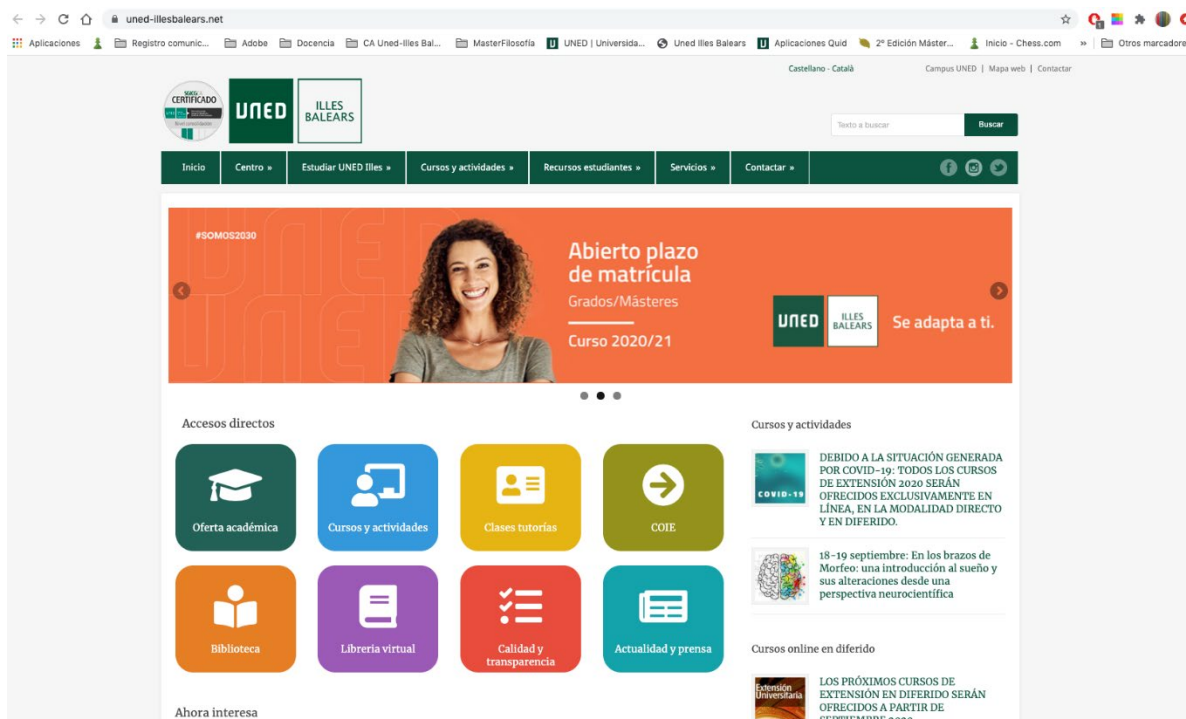 uned-illesbalears.net
Aplicaciones
Registro comunic...
Adobe
Docencia
CA Uned-Illes Bal...
MasterFilosofía
UNED | Universida...
Uned Illes Balears
Aplicaciones Quid
2ª Edición Máster...
Inicio - Chess.com
»
Otros marcadores
Castellano - Català
Campus UNED | Mapa web | Contactar
CERTIFICADO
UNED
ILLES
BALEARS
Texto a buscar
Buscar
Inicio
Centro »
Estudiar UNED Illes »
Cursos y actividades »
Recursos estudiantes »
Servicios »
Contactar »
#SOMOS2030
Abierto plazo
de matrícula
Grados/Másteres
Curso 2020/21
UNED
ILLES
BALEARS
Se adapta a ti.
Accesos directos
Oferta académica
Cursos y actividades
Clases tutorías
COIE
Biblioteca
Libreria virtual
Calidad y
transparencia
Actualidad y prensa
Ahora interesa
Cursos y actividades
COVID-19
DEBIDO A LA SITUACIÓN GENERADA
POR COVID-19: TODOS LOS CURSOS
DE EXTENSIÓN 2020 SERÁN
OFRECIDOS EXCLUSIVAMENTE EN
LÍNEA, EN LA MODALIDAD DIRECTO
Y EN DIFERIDO.
18-19 septiembre: En los brazos de
Morfeo: una introducción al sueño y
sus alteraciones desde una
perspectiva neurocientífica
Cursos online en diferido
Extensión
Universitaria
LOS PRÓXIMOS CURSOS DE
EXTENSIÓN EN DIFERIDO SERÁN
OFRECIDOS A PARTIR DE
SEPTIEMBRE 2020